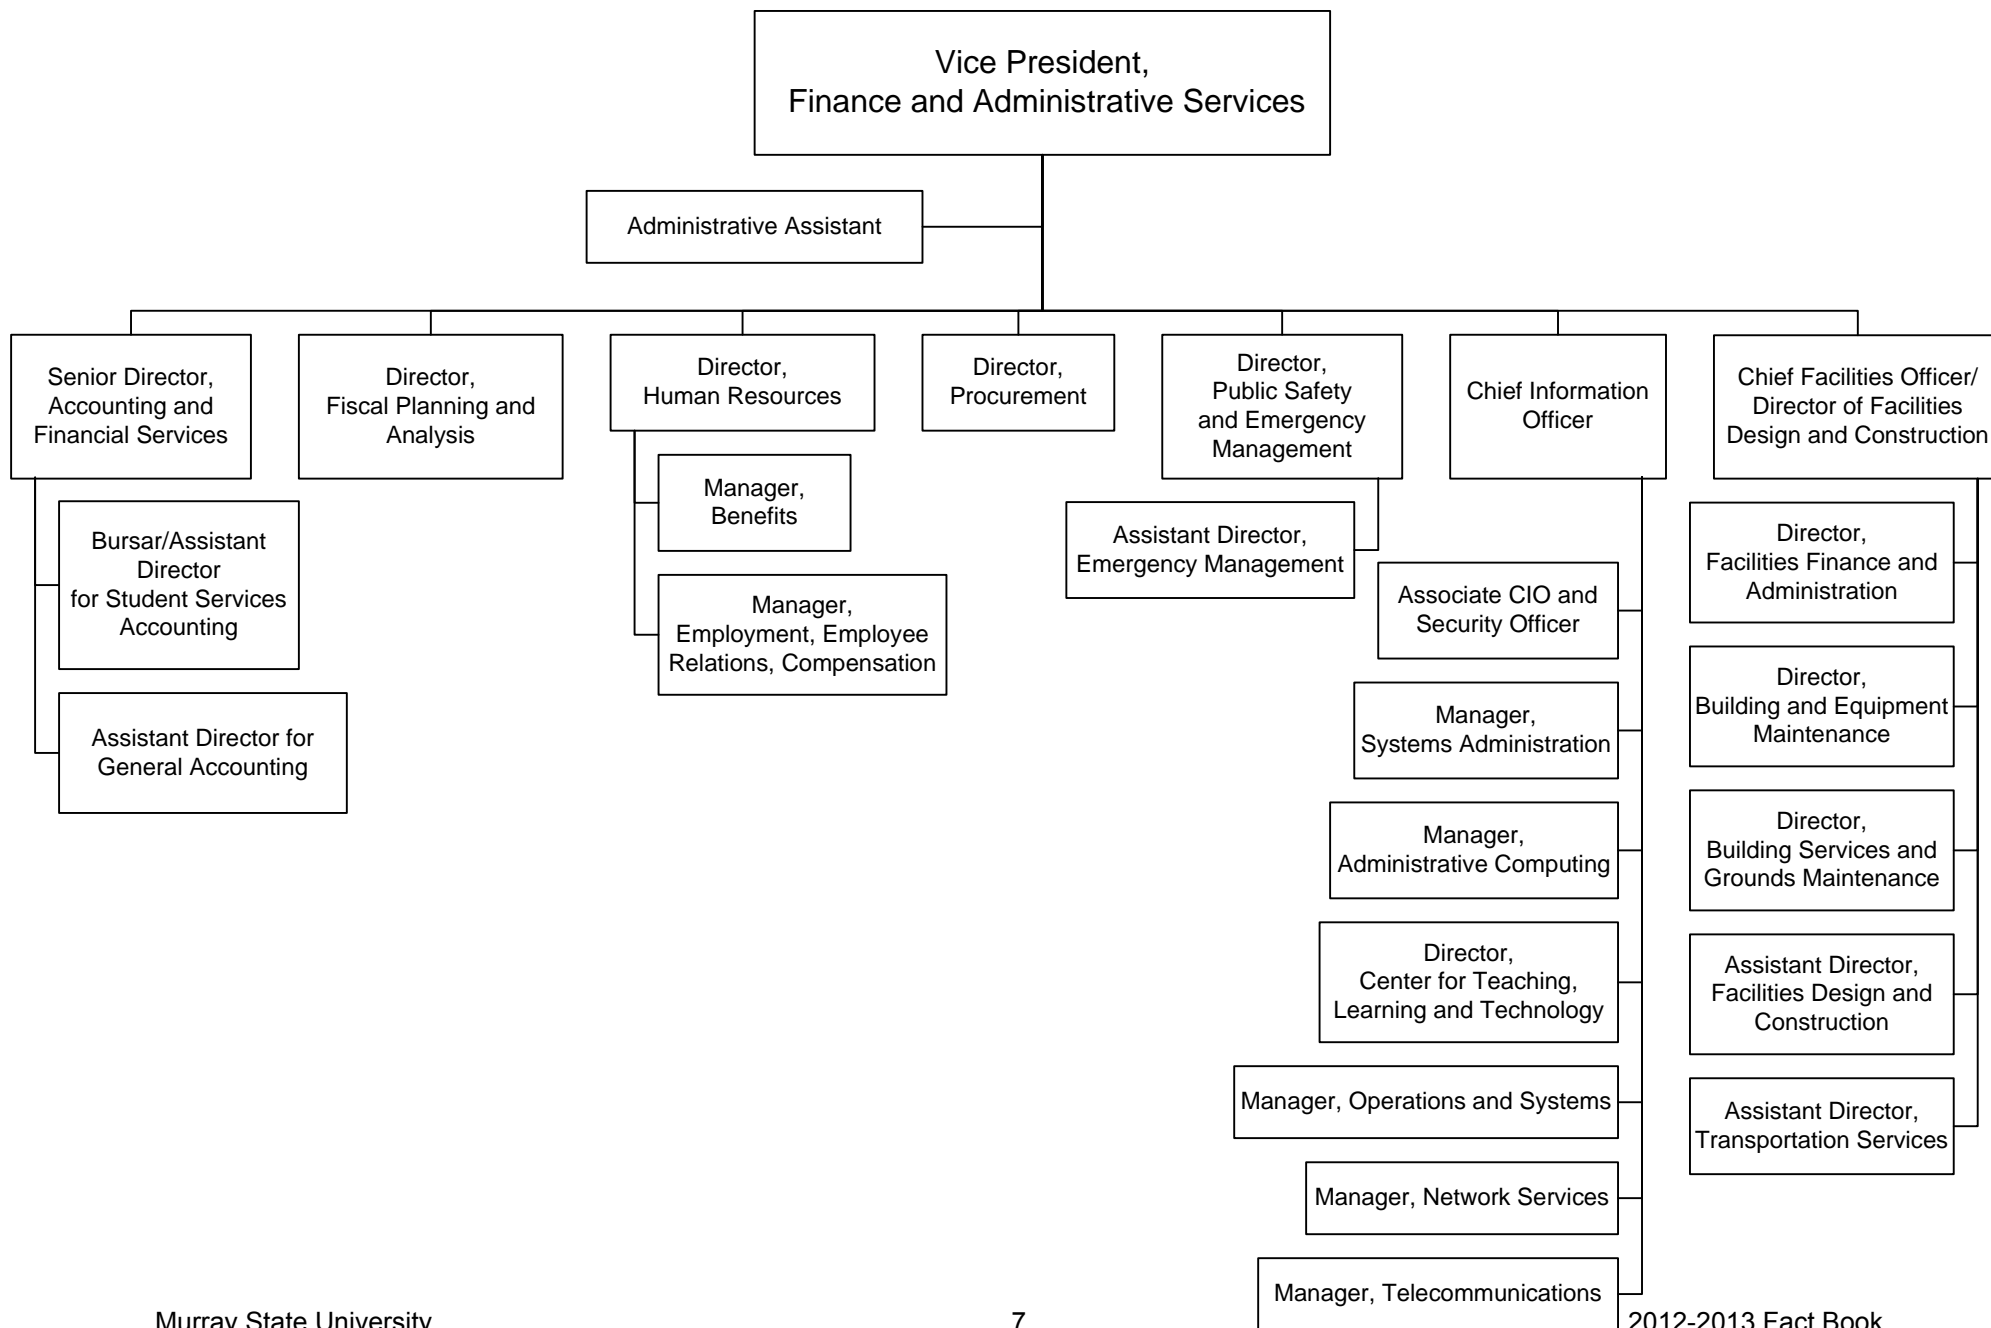 Vice President,
Finance and Administrative Services
Administrative Assistant
Senior Director,
Accounting and
Financial Services
Director,
Fiscal Planning and
Analysis
Director,
Human Resources
Director,
Procurement
Director,
Public Safety
and Emergency
Management
Chief Information
Officer
Chief Facilities Officer/
Director of Facilities
Design and Construction
Bursar/Assistant
Director
for Student Services
Accounting
Assistant Director for
General Accounting
Manager,
Benefits
Manager,
Employment, Employee
Relations, Compensation
Assistant Director,
Emergency Management
Associate CIO and
Security Officer
Manager,
Systems Administration
Manager,
Administrative Computing
Director,
Center for Teaching,
Learning and Technology
Manager, Operations and Systems
Manager, Network Services
Manager, Telecommunications
Director,
Facilities Finance and
Administration
Director,
Building and Equipment
Maintenance
Director,
Building Services and
Grounds Maintenance
Assistant Director,
Facilities Design and
Construction
Assistant Director,
Transportation Services
Murray State University
7
2012-2013 Fact Book